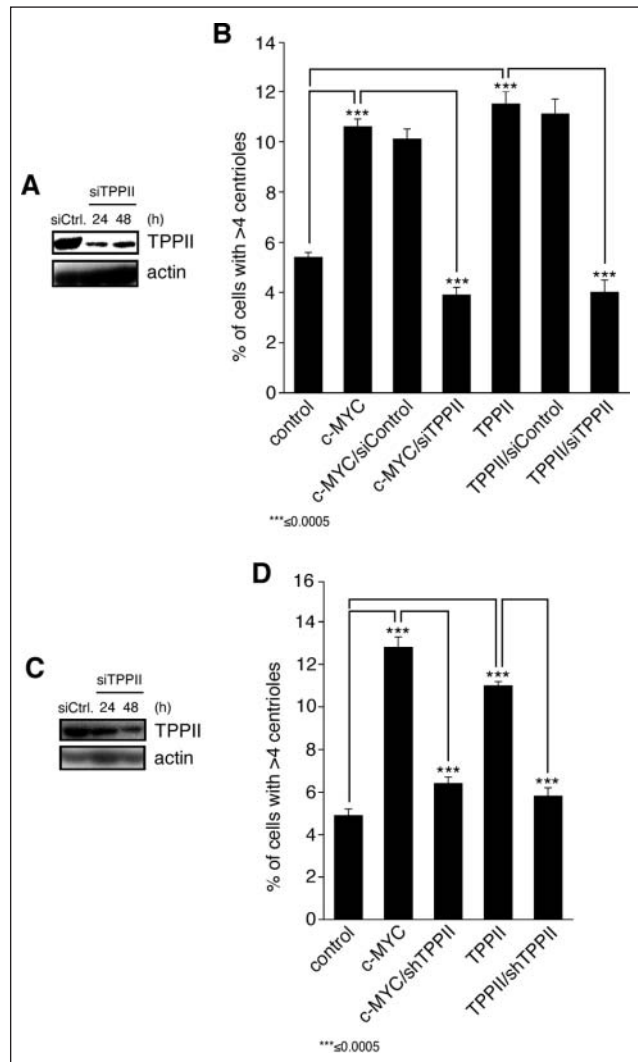 A
siTPPII
siCtrl. 24 48 (h)
TPPII
actin
B
% of cells with >4 centrioles
14
12
10
8
6
4
2
0
***
***
***
***
control
c-MYC
c-MYC/siControl
c-MYC/siTPPII
TPPII
TPPII/siControl
TPPII/siTPPII
***≤0.0005
C
siTPPII
siCtrl. 24 48 (h)
TPPII
actin
D
% of cells with >4 centrioles
16
14
12
10
8
6
4
2
0
***
***
***
***
control
c-MYC
c-MYC/shTPPII
TPPII
TPPII/shTPPII
***≤0.0005